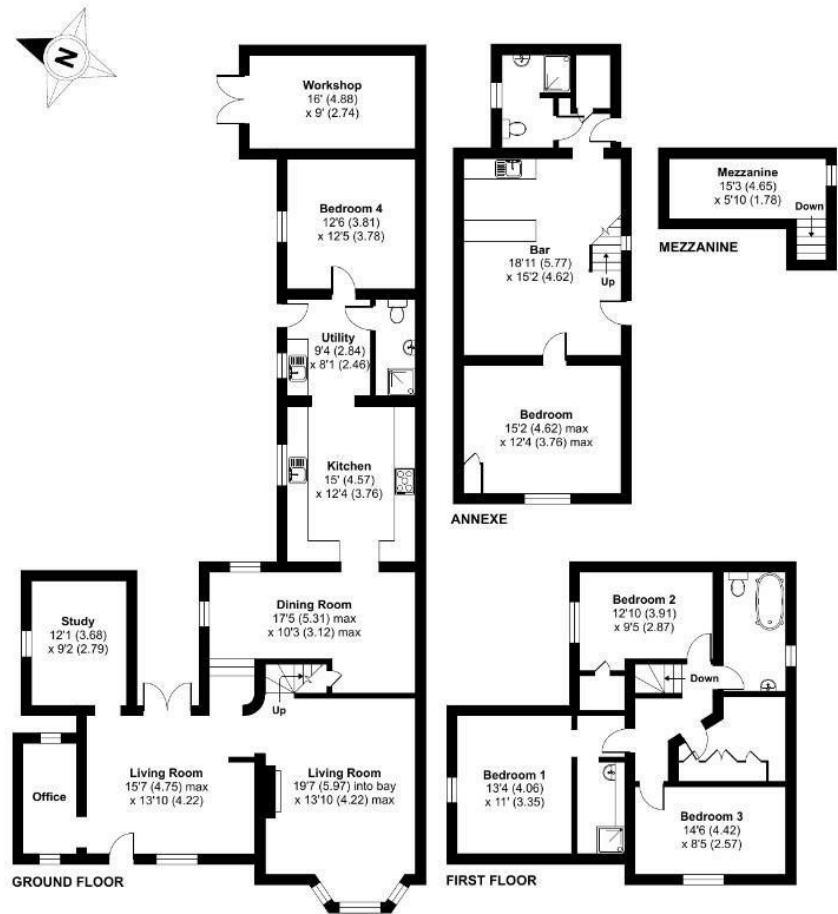 N
Workshop
16' (4.88)
x 9' (2.74)
Bedroom 4
12'6 (3.81)
x 12'5 (3.78)
Utility
9'4 (2.84)
x 8'1 (2.46)
Kitchen
15' (4.57)
x 12'4 (3.76)
Dining Room
17'5 (5.31) max
x 10'3 (3.12) max
Study
12'1 (3.68)
x 9'2 (2.79)
Up
Office
Living Room
15'7 (4.75) max
x 13'10 (4.22)
Living Room
19'7 (5.97) into bay
x 13'10 (4.22) max
GROUND FLOOR
Bar
18'11 (5.77)
x 15'2 (4.62)
Up
Bedroom
15'2 (4.62) max
x 12'4 (3.76) max
ANNEXE
Mezzanine
15'3 (4.65)
x 5'10 (1.78)
Down
MEZZANINE
Bedroom 2
12'10 (3.91)
x 9'5 (2.87)
Down
Bedroom 1
13'4 (4.06)
x 11' (3.35)
Bedroom 3
14'6 (4.42)
x 8'5 (2.57)
FIRST FLOOR